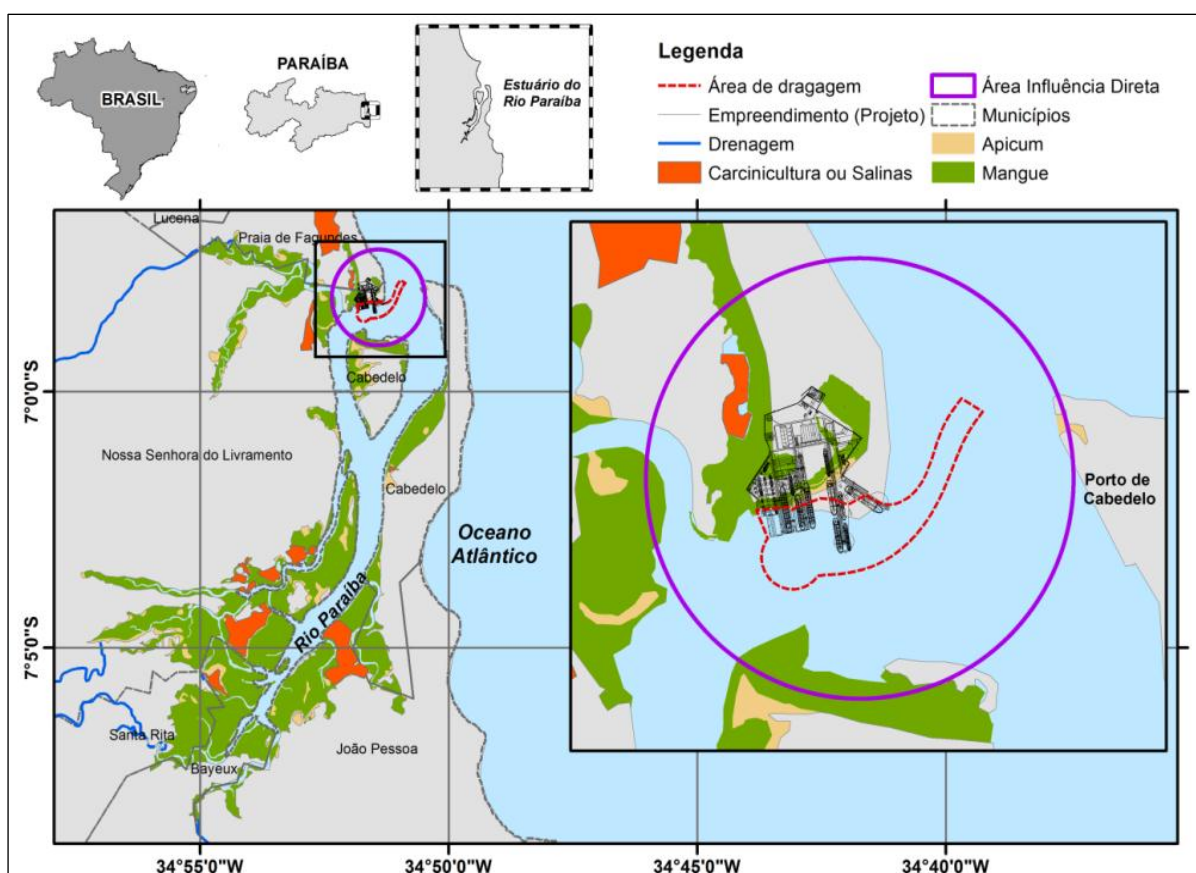 BRASIL
PARAÍBA
Estuário do
Rio Paraíba
Legenda
Área de dragagem
Empreendimento (Projeto)
Drenagem
Carcinicultura ou Salinas
Área Influência Direta
Municípios
Apicum
Mangue
Lucena
Praia de Fagundes
Cabedelo
7°0'0"S
Nossa Senhora do Livramento
Cabedelo
Oceano
Atlântico
Rio Paraíba
7°5'0"S
Santa Rita
João Pessoa
Bayeux
Porto de
Cabedelo
34°55'0"W
34°50'0"W
34°45'0"W
34°40'0"W